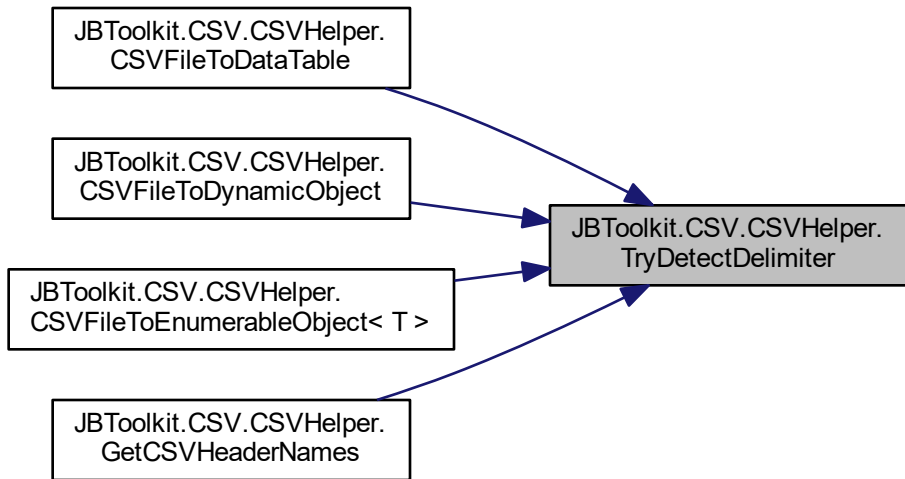 JBToolkit.CSV.CSVHelper.
CSVFileToDataTable
JBToolkit.CSV.CSVHelper.
CSVFileToDynamicObject
JBToolkit.CSV.CSVHelper.
TryDetectDelimiter
JBToolkit.CSV.CSVHelper.
CSVFileToEnumerableObject< T >
JBToolkit.CSV.CSVHelper.
GetCSVHeaderNames